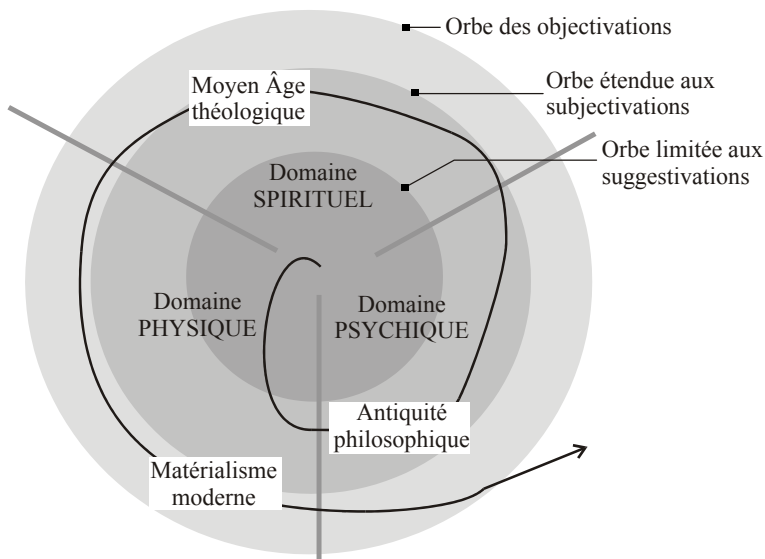 Orbe des objectivations
Moyen Âge
théologique
Orbe étendue aux
subjectivations
Orbe limitée aux
suggestivations
Domaine
SPIRITUEL
Domaine
PHYSIQUE
Domaine
PSYCHIQUE
Antiquité
philosophique
Matérialisme
moderne